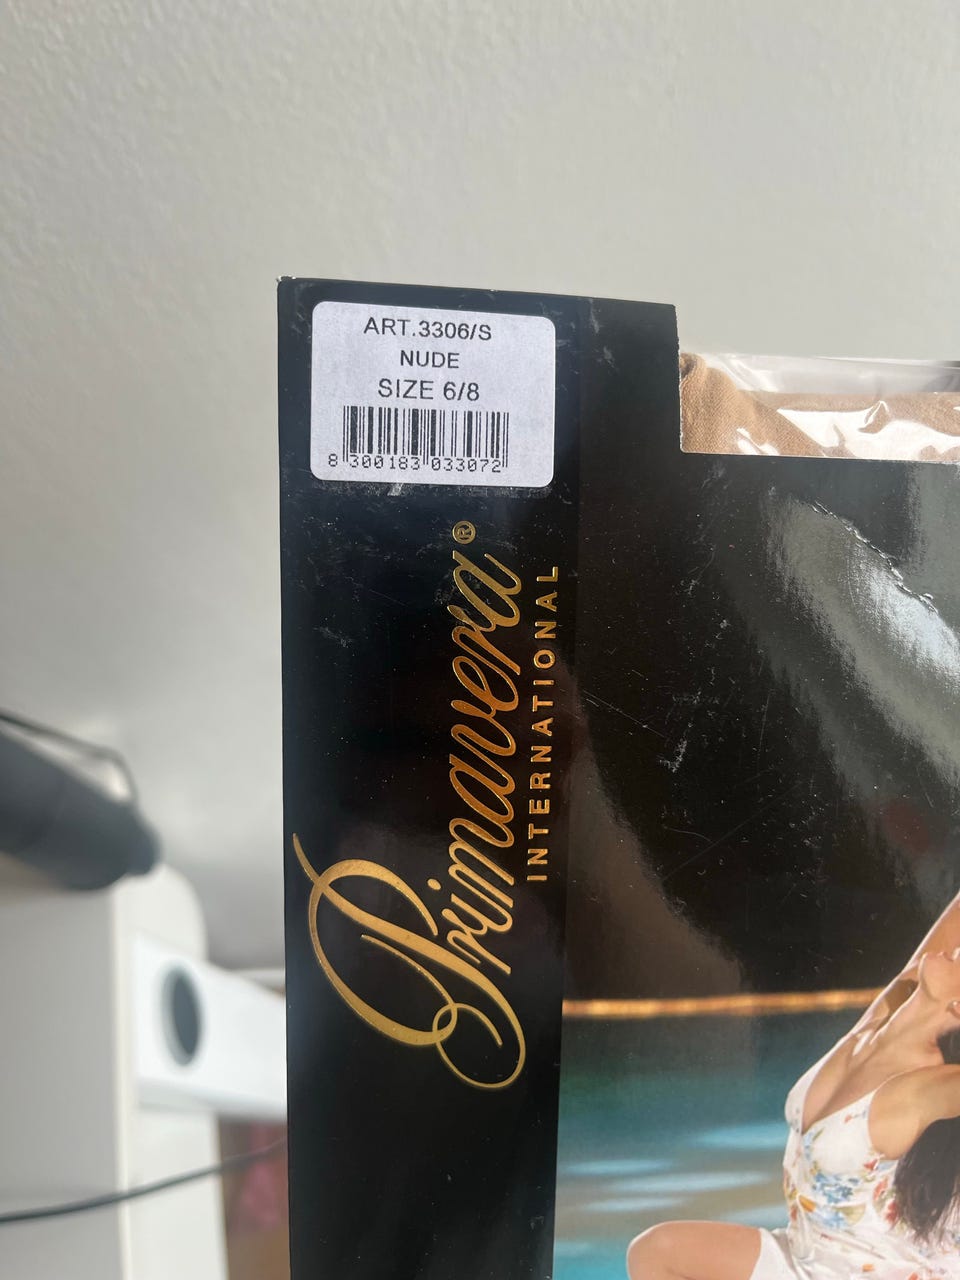 ART.3306/S
NUDE
SIZE 6/8
8 300183 033072
Primavera®
INTERNATIONAL